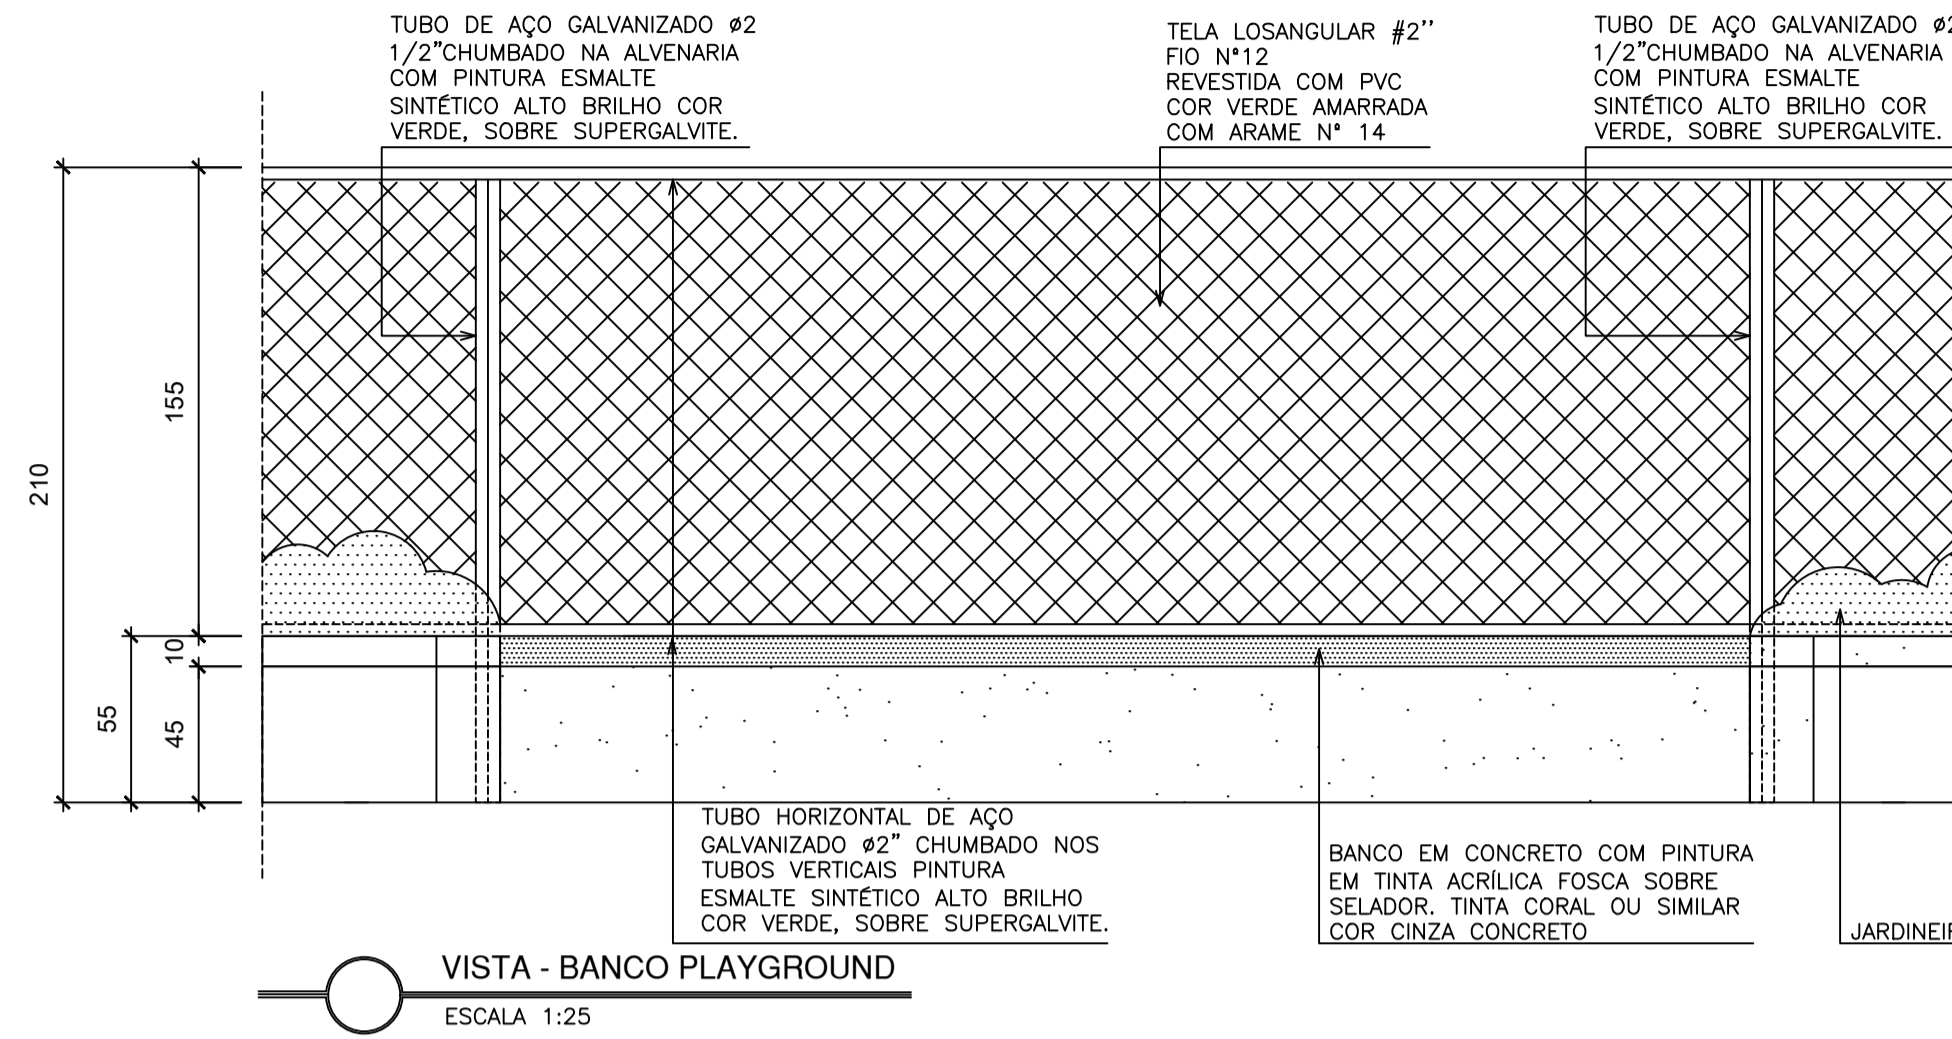 TUBO DE AÇO GALVANIZADO ø2
1/2”CHUMBADO NA ALVENARIA
COM PINTURA ESMALTE
SINTÉTICO ALTO BRILHO COR
VERDE, SOBRE SUPERGALVITE.
TELA LOSANGULAR #2’’
FIO Nº12
REVESTIDA COM PVC
COR VERDE AMARRADA
COM ARAME Nº 14
TUBO DE AÇO GALVANIZADO ø2
1/2”CHUMBADO NA ALVENARIA
COM PINTURA ESMALTE
SINTÉTICO ALTO BRILHO COR
VERDE, SOBRE SUPERGALVITE.
155
210
10
55
45
TUBO HORIZONTAL DE AÇO
GALVANIZADO ø2” CHUMBADO NOS
TUBOS VERTICAIS PINTURA
ESMALTE SINTÉTICO ALTO BRILHO
COR VERDE, SOBRE SUPERGALVITE.
BANCO EM CONCRETO COM PINTURA
EM TINTA ACRÍLICA FOSCA SOBRE
SELADOR. TINTA CORAL OU SIMILAR
COR CINZA CONCRETO
VISTA - BANCO PLAYGROUND
ESCALA 1:25